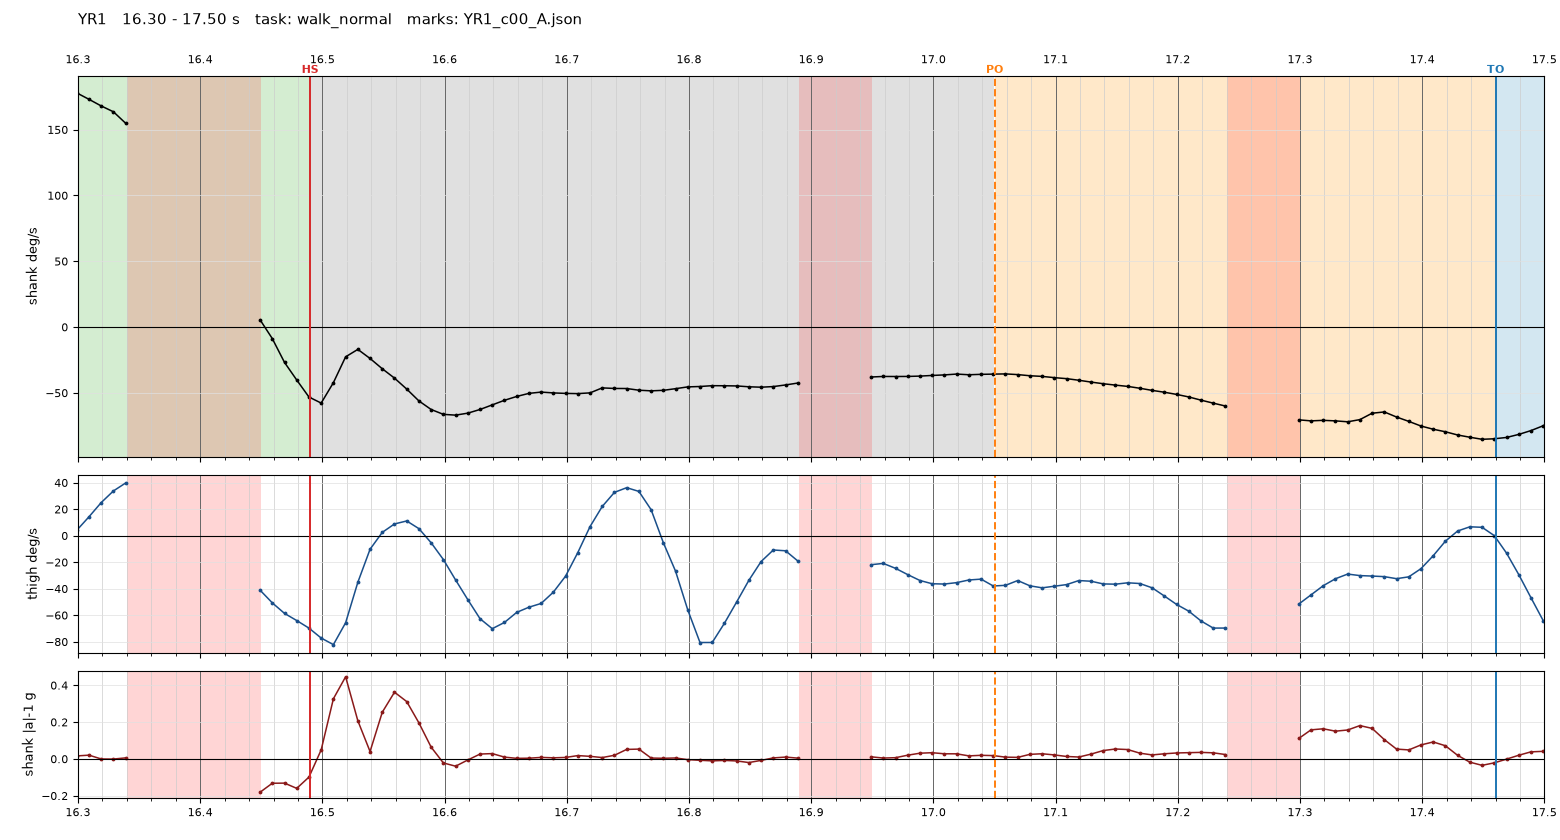 YR1   16.30 - 17.50 s   task: walk_normal   marks: YR1_c00_A.json
16.3 16.4 16.5 16.6 16.7 16.8 16.9 17.0 17.1 17.2 17.3 17.4 17.5
HS PO TO
shank deg/s
150
100
50
0
−50
thigh deg/s
40
20
0
−20
−40
−60
−80
shank |a|-1 g
0.4
0.2
0.0
−0.2
16.3 16.4 16.5 16.6 16.7 16.8 16.9 17.0 17.1 17.2 17.3 17.4 17.5